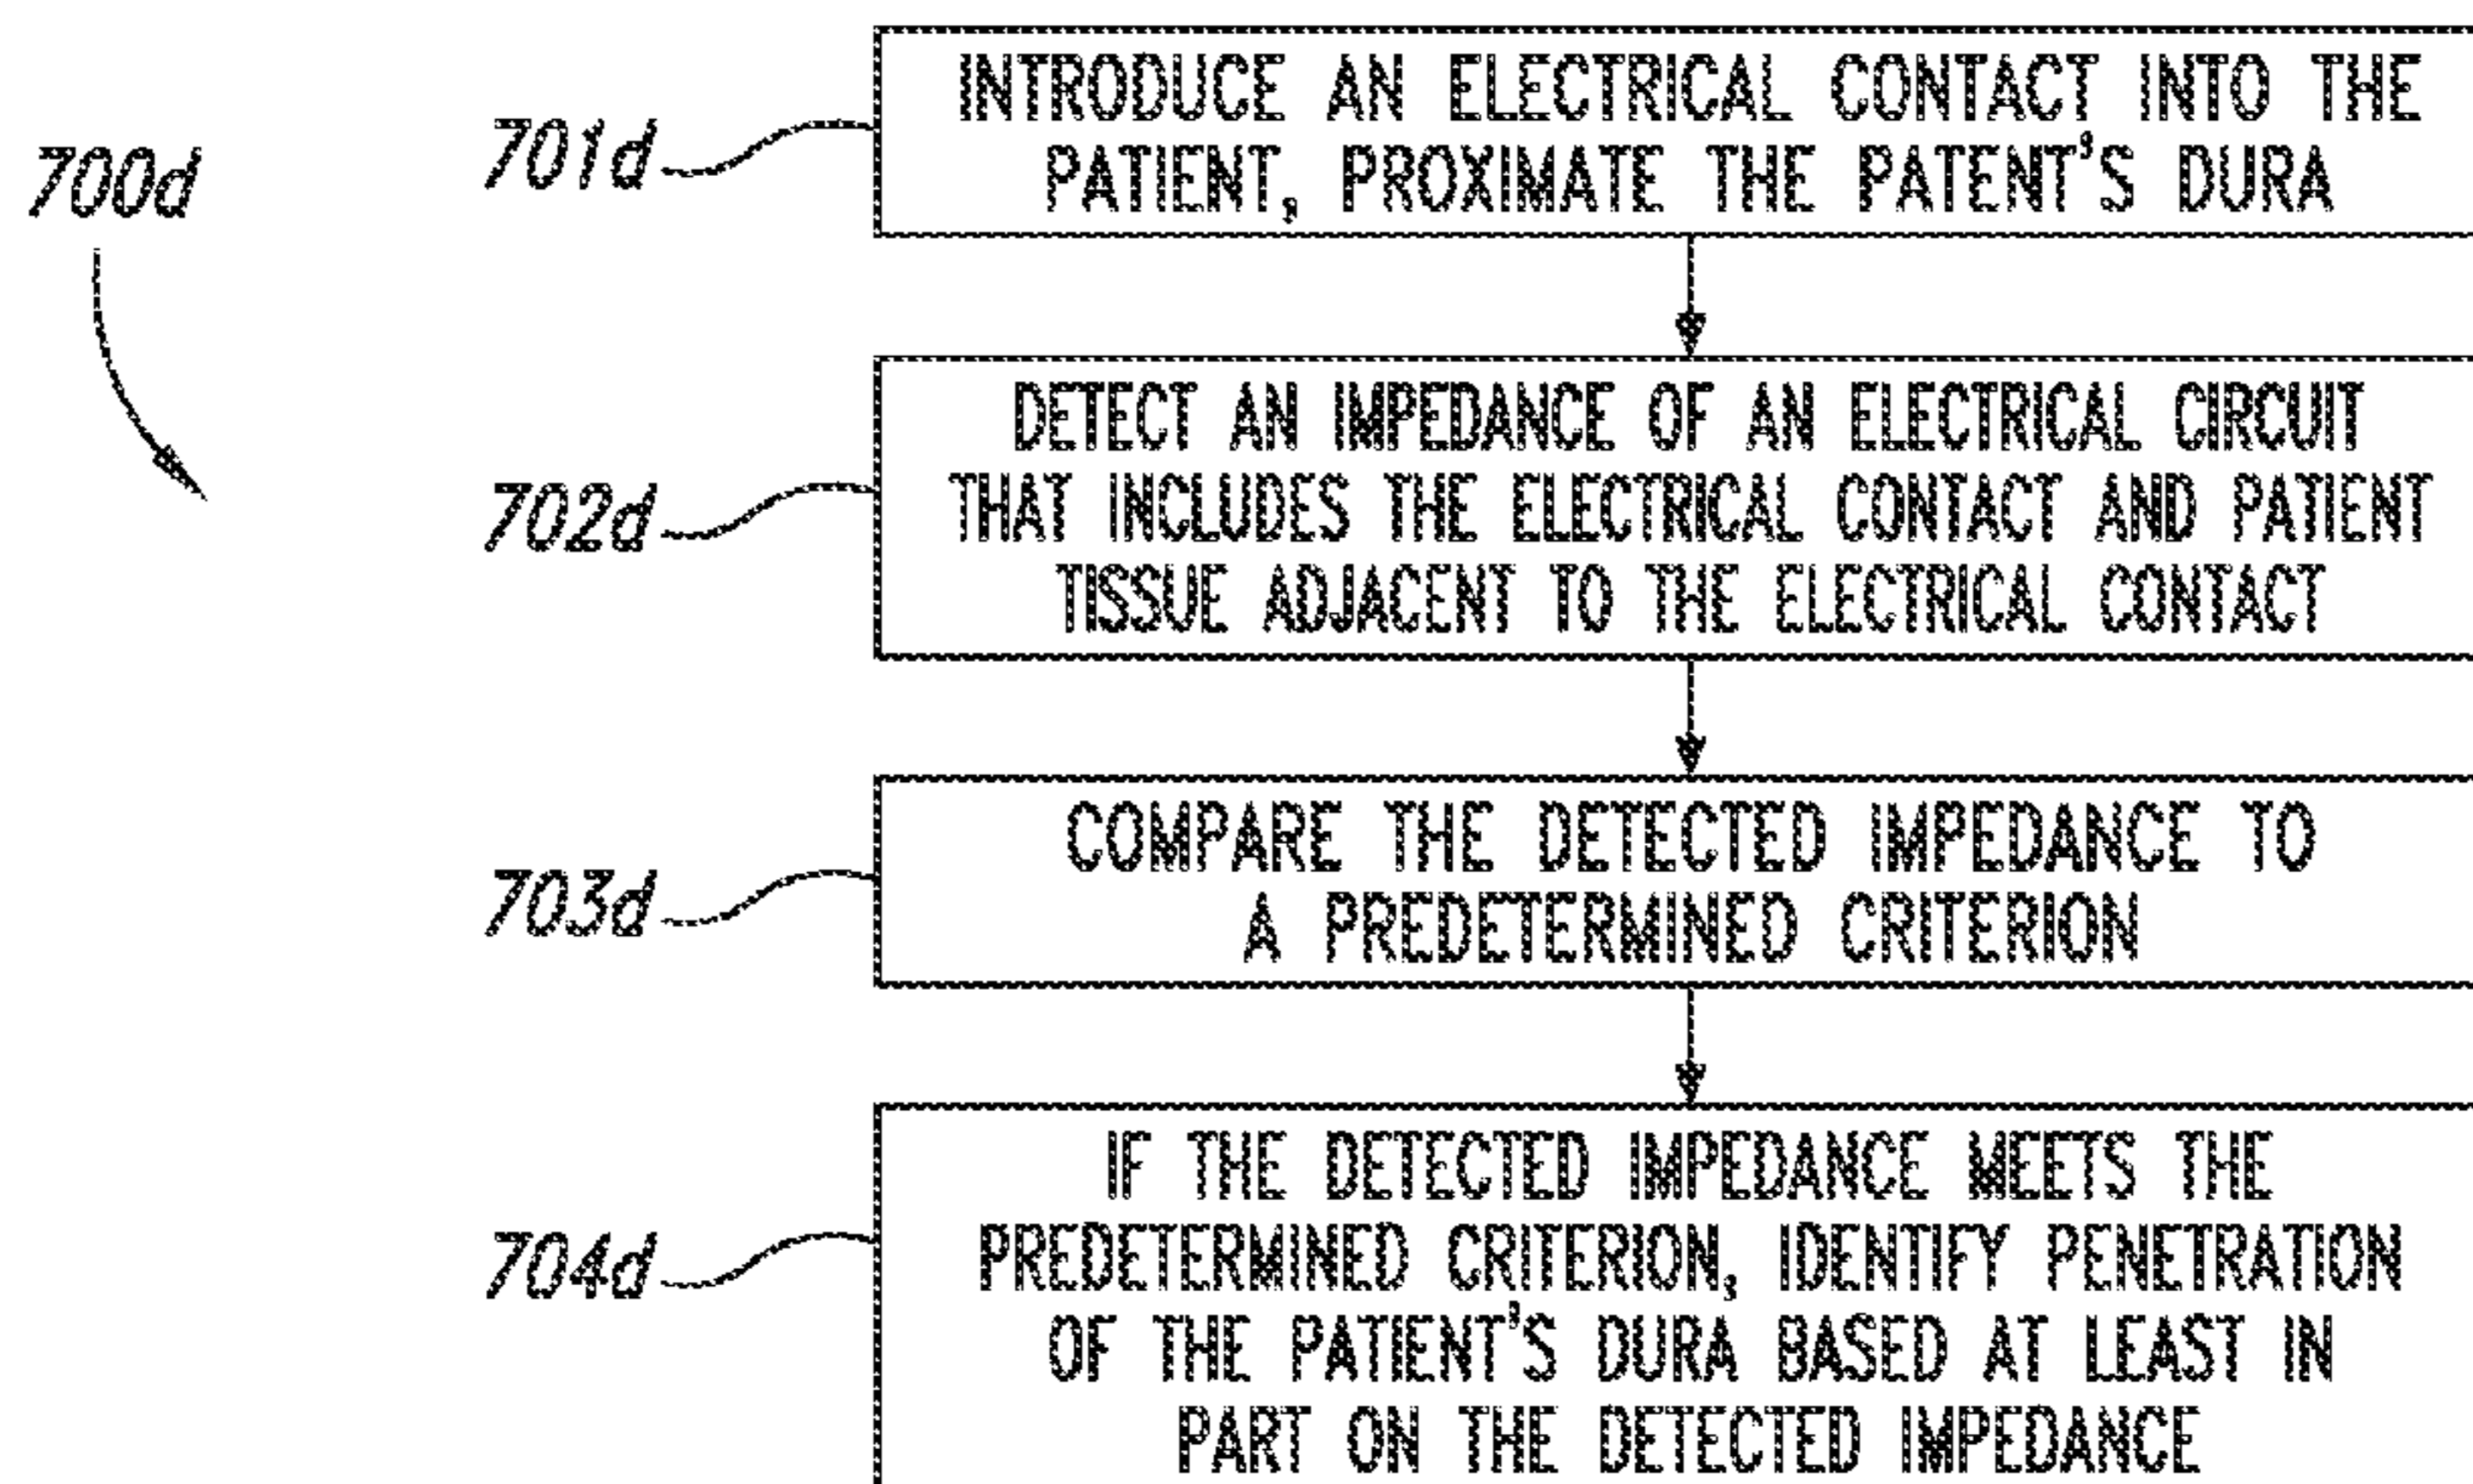 700d
701d
INTRODUCE AN ELECTRICAL CONTACT INTO THE
PATIENT, PROXIMATE THE PATENT'S DURA
702d
DETECT AN IMPEDANCE OF AN ELECTRICAL CIRCUIT
THAT INCLUDES THE ELECTRICAL CONTACT AND PATIENT
TISSUE ADJACENT TO THE ELECTRICAL CONTACT
703d
COMPARE THE DETECTED IMPEDANCE TO
A PREDETERMINED CRITERION
704d
IF THE DETECTED IMPEDANCE MEETS THE
PREDETERMINED CRITERION, IDENTIFY PENETRATION
OF THE PATIENT'S DURA BASED AT LEAST IN
PART ON THE DETECTED IMPEDANCE